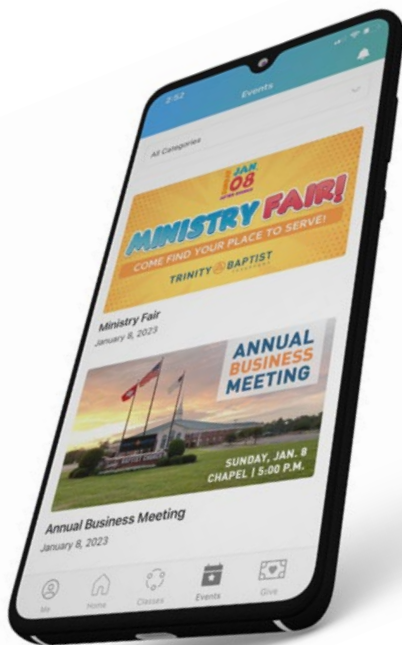 2:52
Events
All Categories
JAN.
08
MINISTRY FAIR!
COME FIND YOUR PLACE TO SERVE!
TRINITY BAPTIST
Ministry Fair
January 8, 2023
ANNUAL
BUSINESS
MEETING
SUNDAY, JAN. 8
CHAPEL | 5:00 P.M.
Annual Business Meeting
January 8, 2023
Me
Home
Classes
Events
Give